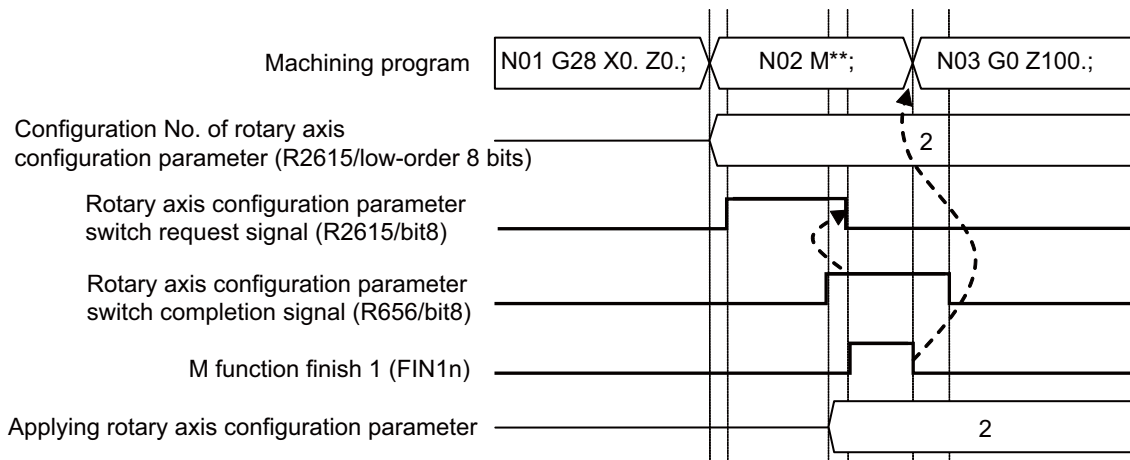 Machining program
N01 G28 X0. Z0.;
N02 M**;
N03 G0 Z100.;
Configuration No. of rotary axis
configuration parameter (R2615/low-order 8 bits)
2
Rotary axis configuration parameter
switch request signal (R2615/bit8)
Rotary axis configuration parameter
switch completion signal (R656/bit8)
M function finish 1 (FIN1n)
Applying rotary axis configuration parameter
2